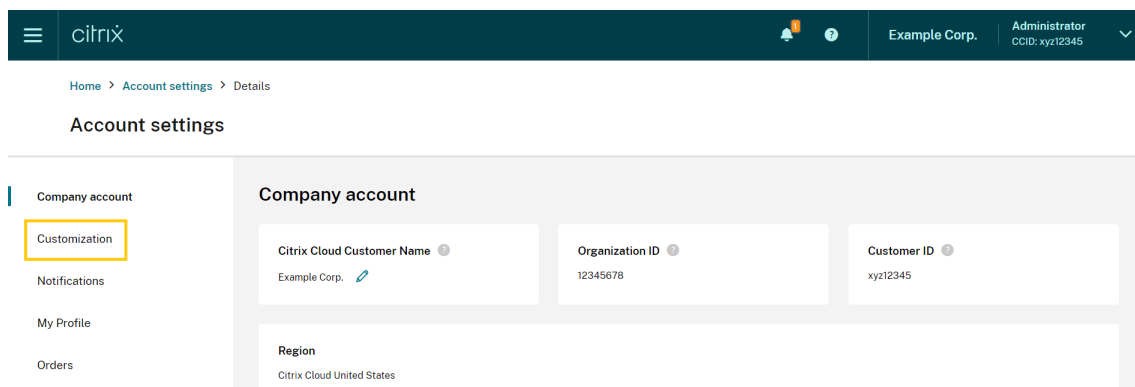 citrix
1
?
Example Corp.
Administrator
CCID: xyz12345
Home > Account settings > Details
Account settings
Company account
Customization
Notifications
My Profile
Orders
Company account
Citrix Cloud Customer Name ?
Example Corp.
Organization ID ?
12345678
Customer ID ?
xyz12345
Region
Citrix Cloud United States